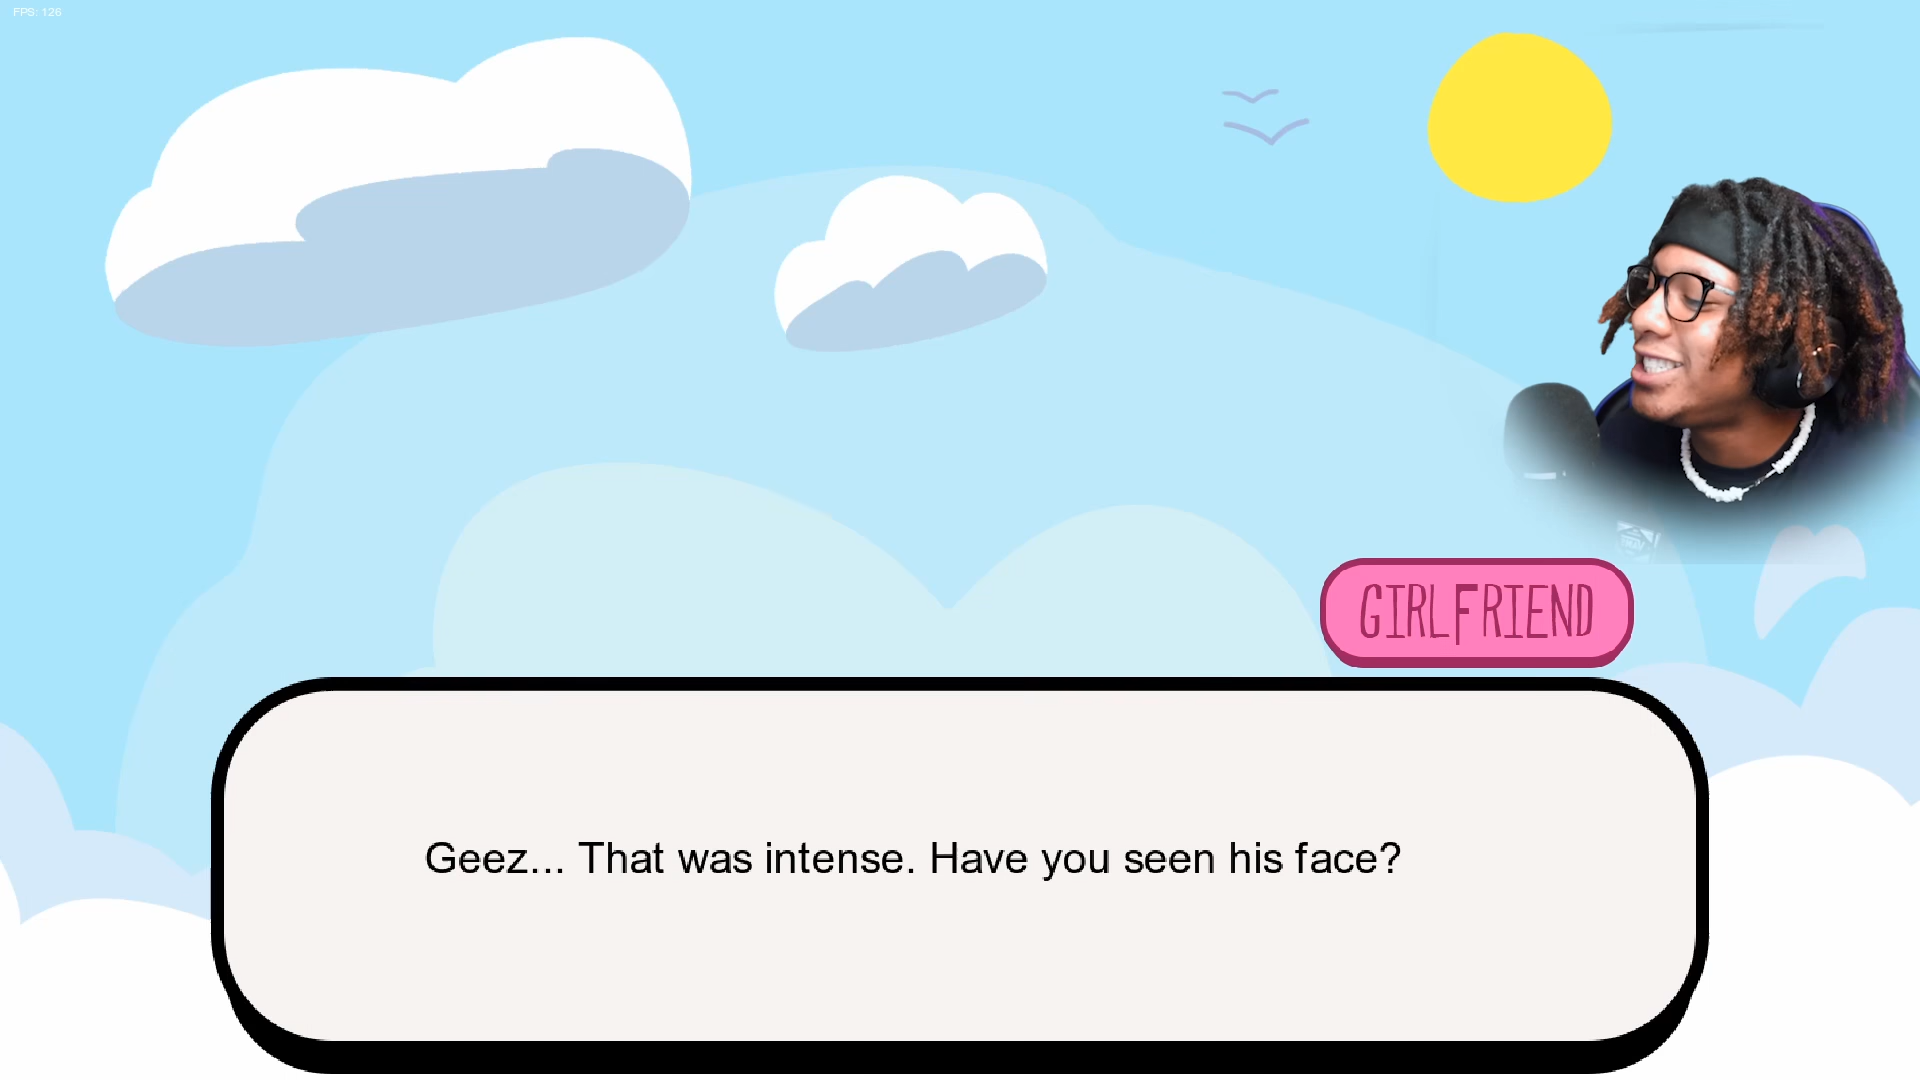 FPS: 126
GIRLFRIEND
Geez... That was intense. Have you seen his face?